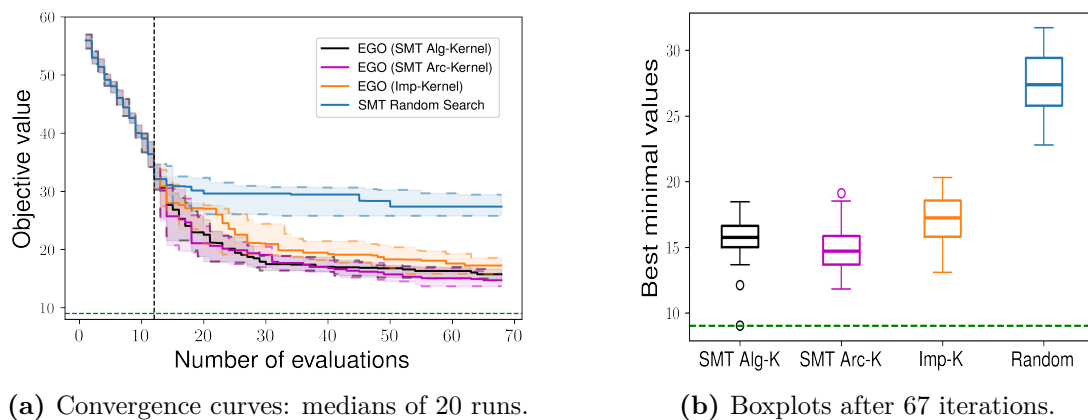 60
50
40
30
20
10
0
10
20
30
40
50
60
70
Objective value
Number of evaluations
EGO (SMT Alg-Kernel)
EGO (SMT Arc-Kernel)
EGO (Imp-Kernel)
SMT Random Search
(a) Convergence curves: medians of 20 runs.
30
25
20
15
10
Best minimal values
SMT Alg-K
SMT Arc-K
Imp-K
Random
(b) Boxplots after 67 iterations.